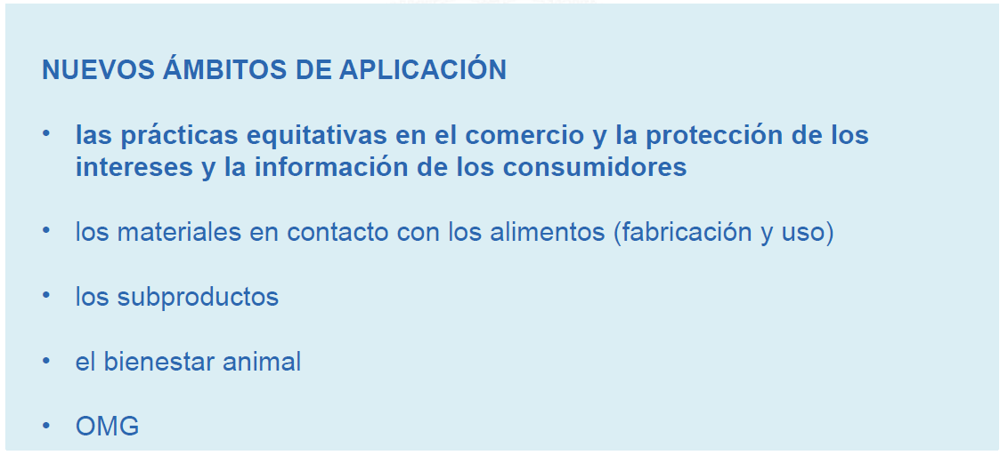 NUEVOS ÁMBITOS DE APLICACIÓN
• las prácticas equitativas en el comercio y la protección de los
intereses y la información de los consumidores
• los materiales en contacto con los alimentos (fabricación y uso)
• los subproductos
• el bienestar animal
• OMG